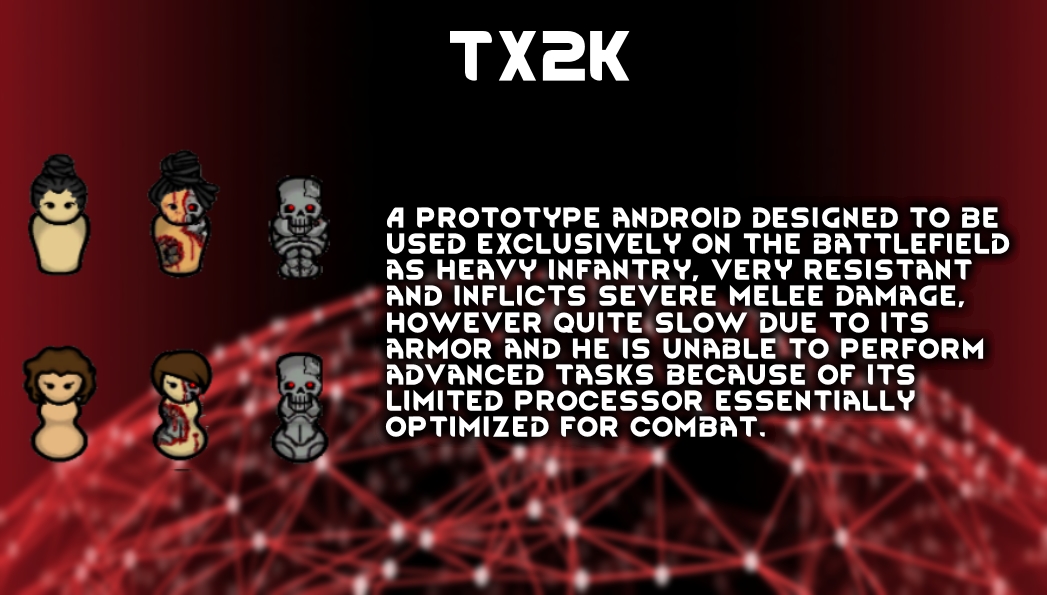 TX2K
A PROTOTYPE ANDROID DESIGNED TO BE
USED EXCLUSIVELY ON THE BATTLEFIELD
AS HEAVY INFANTRY, VERY RESISTANT
AND INFLICTS SEVERE MELEE DAMAGE,
HOWEVER QUITE SLOW DUE TO ITS
ARMOR AND HE IS UNABLE TO PERFORM
ADVANCED TASKS BECAUSE OF ITS
LIMITED PROCESSOR ESSENTIALLY
OPTIMIZED FOR COMBAT.